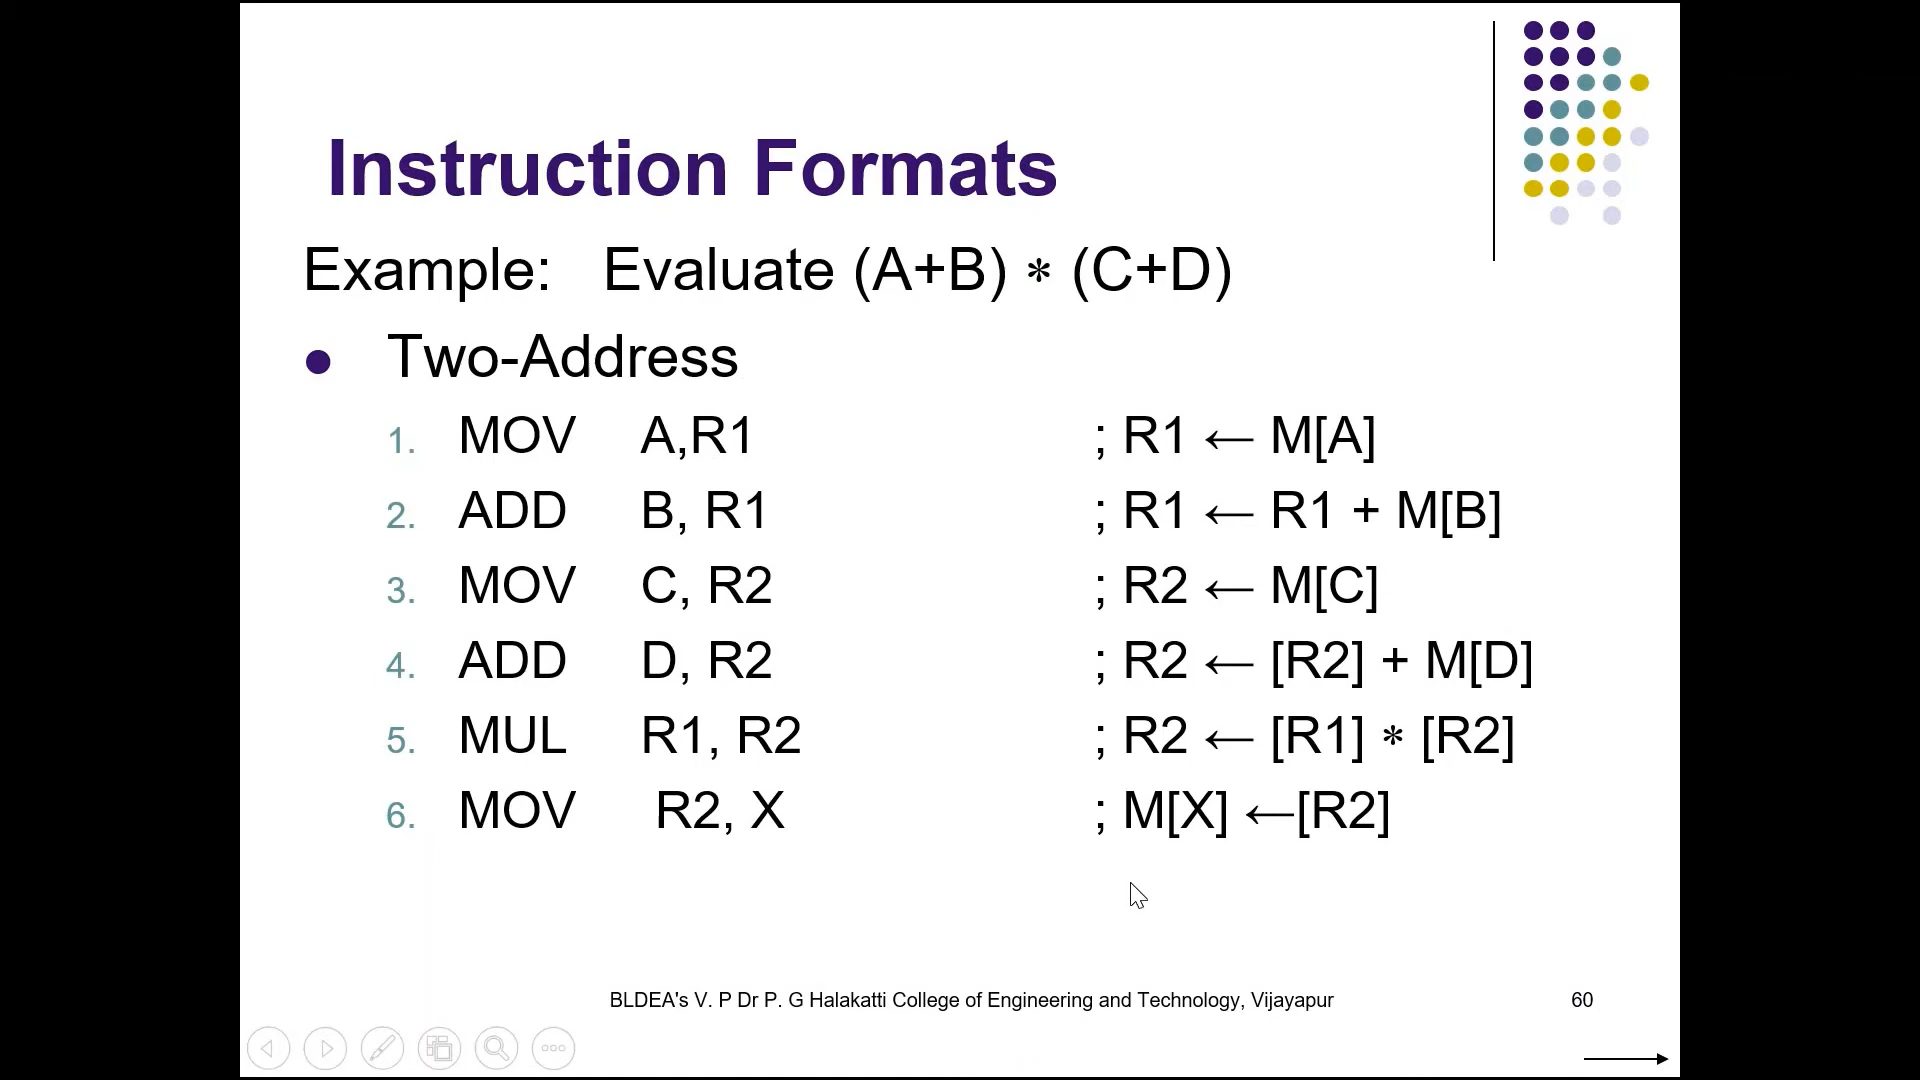 Instruction Formats
Example: Evaluate (A+B) ∗ (C+D)
● Two-Address
1. MOV A,R1 ; R1 ← M[A]
2. ADD B, R1 ; R1 ← R1 + M[B]
3. MOV C, R2 ; R2 ← M[C]
4. ADD D, R2 ; R2 ← [R2] + M[D]
5. MUL R1, R2 ; R2 ← [R1] ∗ [R2]
6. MOV R2, X ; M[X] ←[R2]
BLDEA's V. P Dr P. G Halakatti College of Engineering and Technology, Vijayapur 60